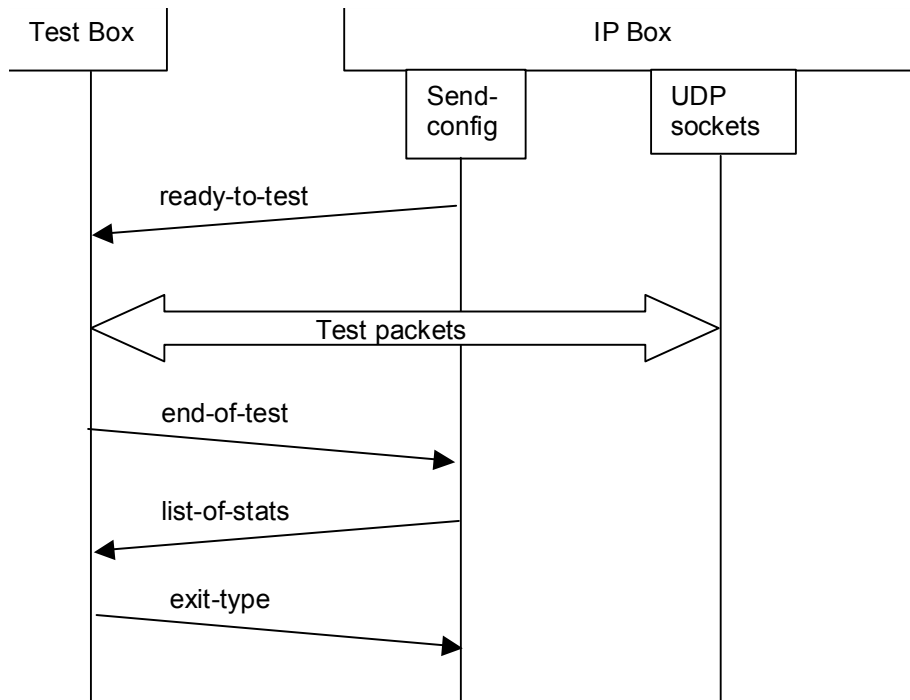 Test Box
IP Box
Send-
config
UDP
sockets
ready-to-test
Test packets
end-of-test
list-of-stats
exit-type